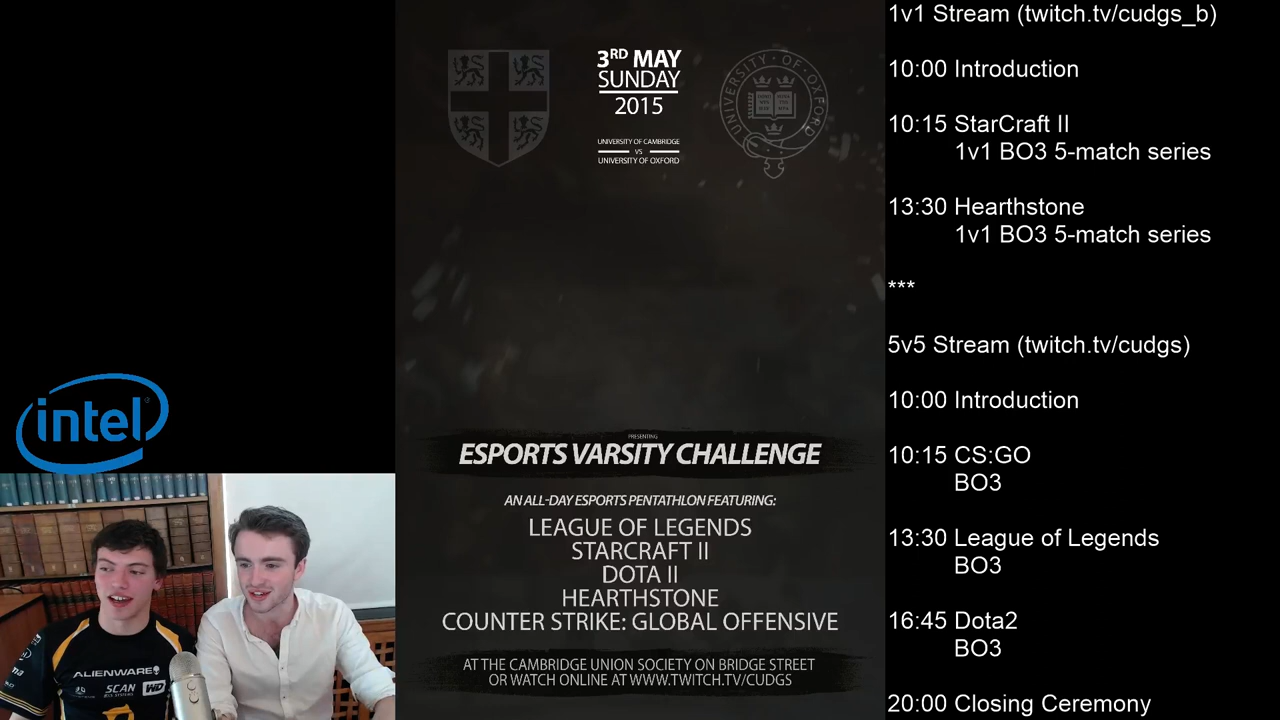 intel
ALIENWARE
SCAN
WD
3RD MAY
SUNDAY
2015
UNIVERSITY OF CAMBRIDGE
VS
UNIVERSITY OF OXFORD
UNIVERSITY · OF · OXFORD
PRESENTING
ESPORTS VARSITY CHALLENGE
AN ALL-DAY ESPORTS PENTATHLON FEATURING:
LEAGUE OF LEGENDS
STARCRAFT II
DOTA II
HEARTHSTONE
COUNTER STRIKE: GLOBAL OFFENSIVE
AT THE CAMBRIDGE UNION SOCIETY ON BRIDGE STREET
OR WATCH ONLINE AT WWW.TWITCH.TV/CUDGS
1v1 Stream (twitch.tv/cudgs_b)
10:00 Introduction
10:15 StarCraft II
1v1 BO3 5-match series
13:30 Hearthstone
1v1 BO3 5-match series
***
5v5 Stream (twitch.tv/cudgs)
10:00 Introduction
10:15 CS:GO
BO3
13:30 League of Legends
BO3
16:45 Dota2
BO3
20:00 Closing Ceremony